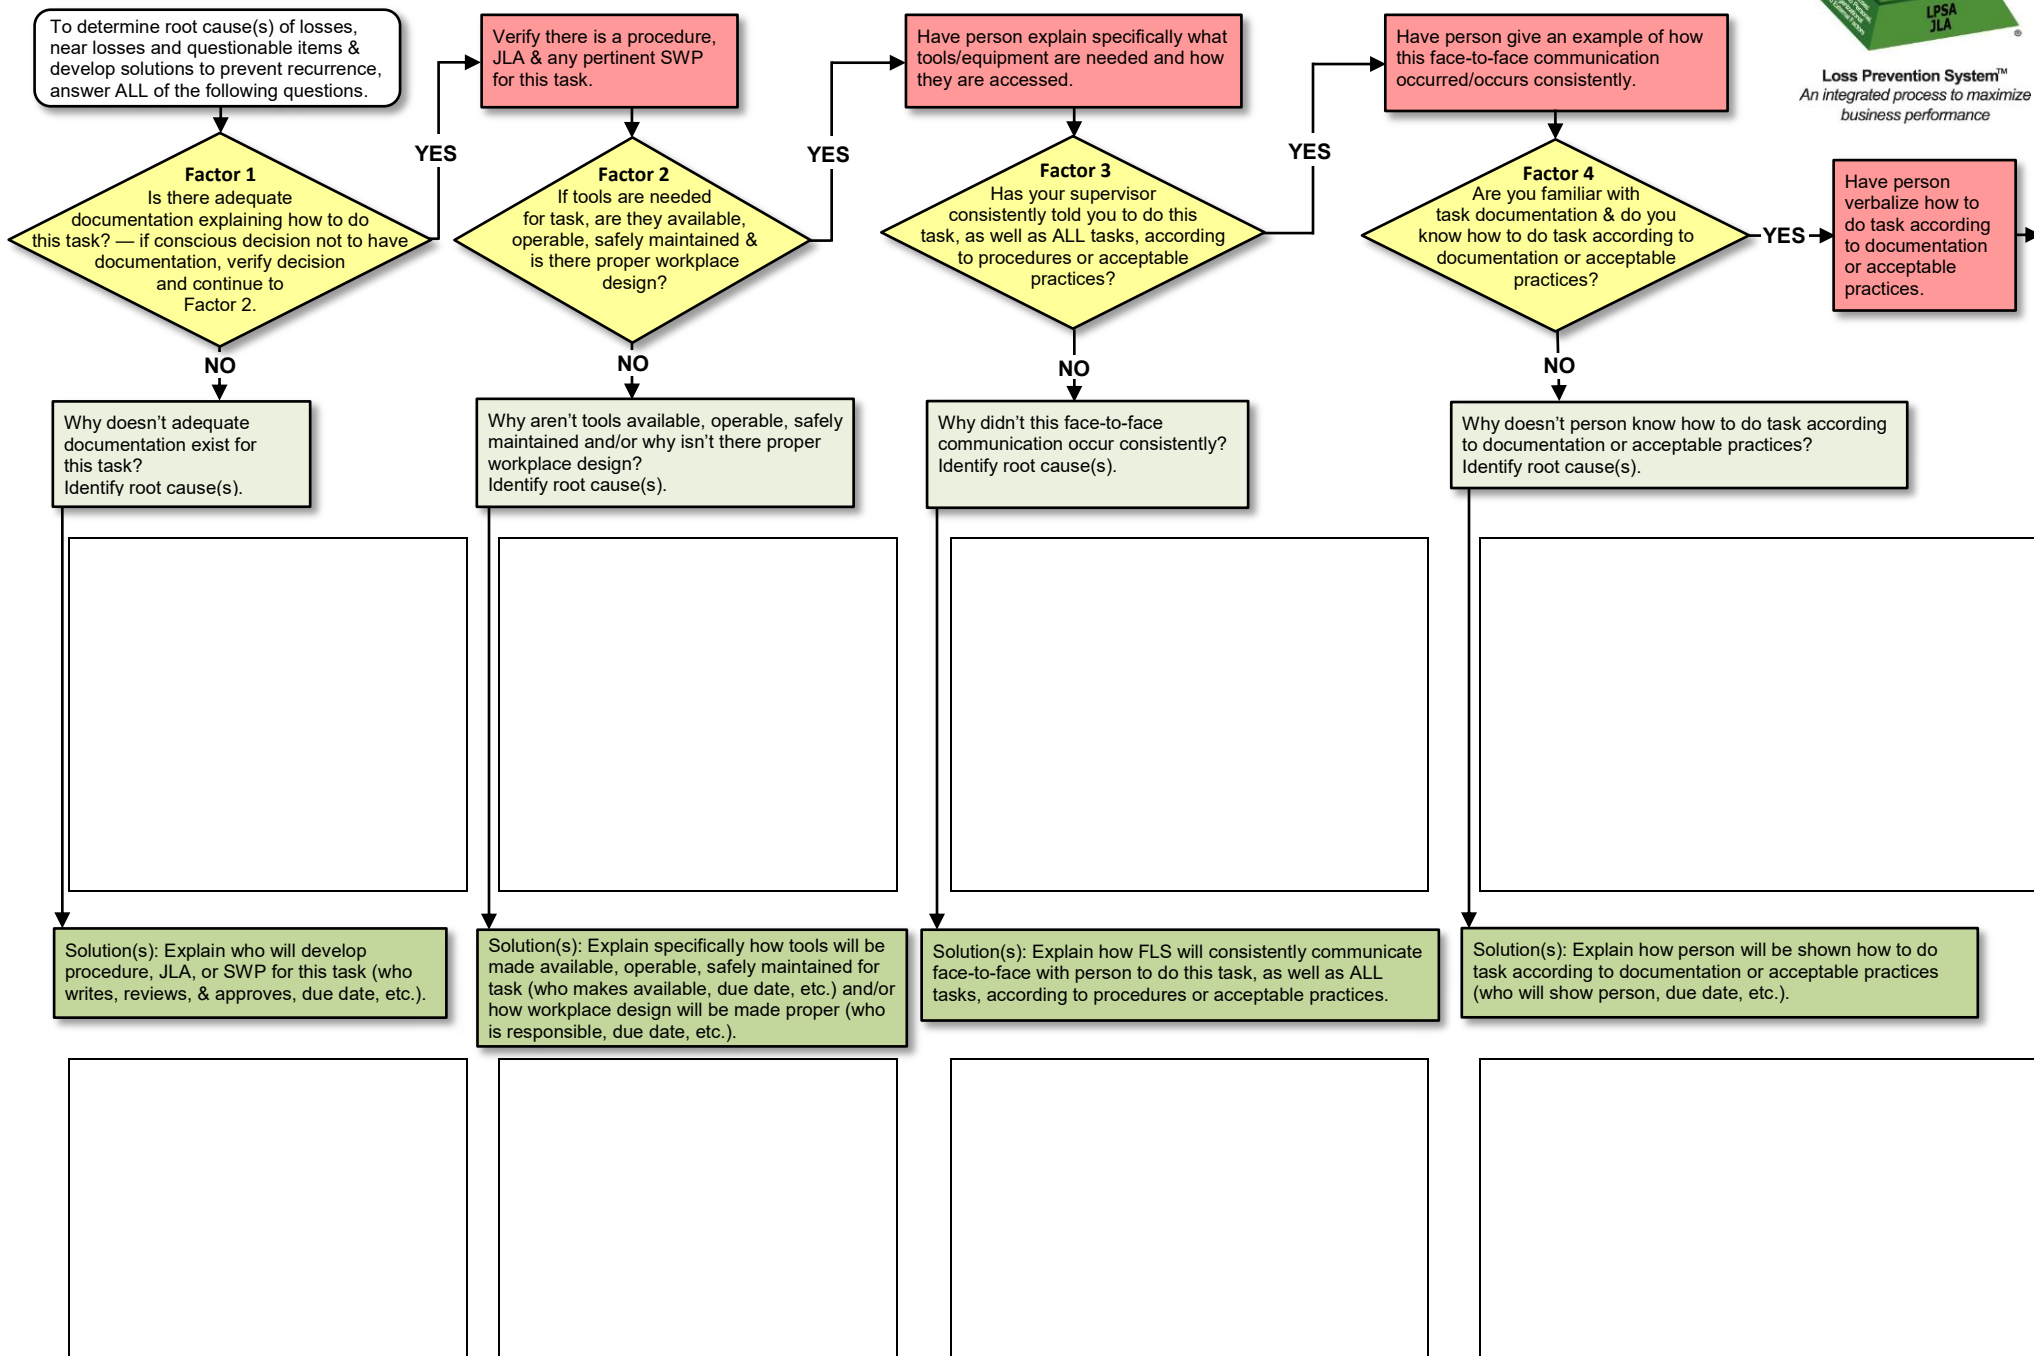 To determine root cause(s) of losses,
near losses and questionable items &
develop solutions to prevent recurrence,
answer ALL of the following questions.
Verify there is a procedure,
JLA & any pertinent SWP
for this task.
Have person explain specifically what
tools/equipment are needed and how
they are accessed.
Have person give an example of how
this face-to-face communication
occurred/occurs consistently.
LPSA
JLA
®
Loss Prevention System™
An integrated process to maximize
business performance
YES
YES
YES
Factor 1
Is there adequate
documentation explaining how to do
this task? — if conscious decision not to have
documentation, verify decision
and continue to
Factor 2.
Factor 2
If tools are needed
for task, are they available,
operable, safely maintained &
is there proper workplace
design?
Factor 3
Has your supervisor
consistently told you to do this
task, as well as ALL tasks, according
to procedures or acceptable
practices?
Factor 4
Are you familiar with
task documentation & do you
know how to do task according to
documentation or acceptable
practices?
YES
Have person
verbalize how to
do task according
to documentation
or acceptable
practices.
NO
NO
NO
NO
Why doesn't adequate
documentation exist for
this task?
Identify root cause(s).
Why aren't tools available, operable, safely
maintained and/or why isn't there proper
workplace design?
Identify root cause(s).
Why didn't this face-to-face
communication occur consistently?
Identify root cause(s).
Why doesn't person know how to do task according
to documentation or acceptable practices?
Identify root cause(s).
Solution(s): Explain who will develop
procedure, JLA, or SWP for this task (who
writes, reviews, & approves, due date, etc.).
Solution(s): Explain specifically how tools will be
made available, operable, safely maintained for
task (who makes available, due date, etc.) and/or
how workplace design will be made proper (who
is responsible, due date, etc.).
Solution(s): Explain how FLS will consistently communicate
face-to-face with person to do this task, as well as ALL
tasks, according to procedures or acceptable practices.
Solution(s): Explain how person will be shown how to do
task according to documentation or acceptable practices
(who will show person, due date, etc.).